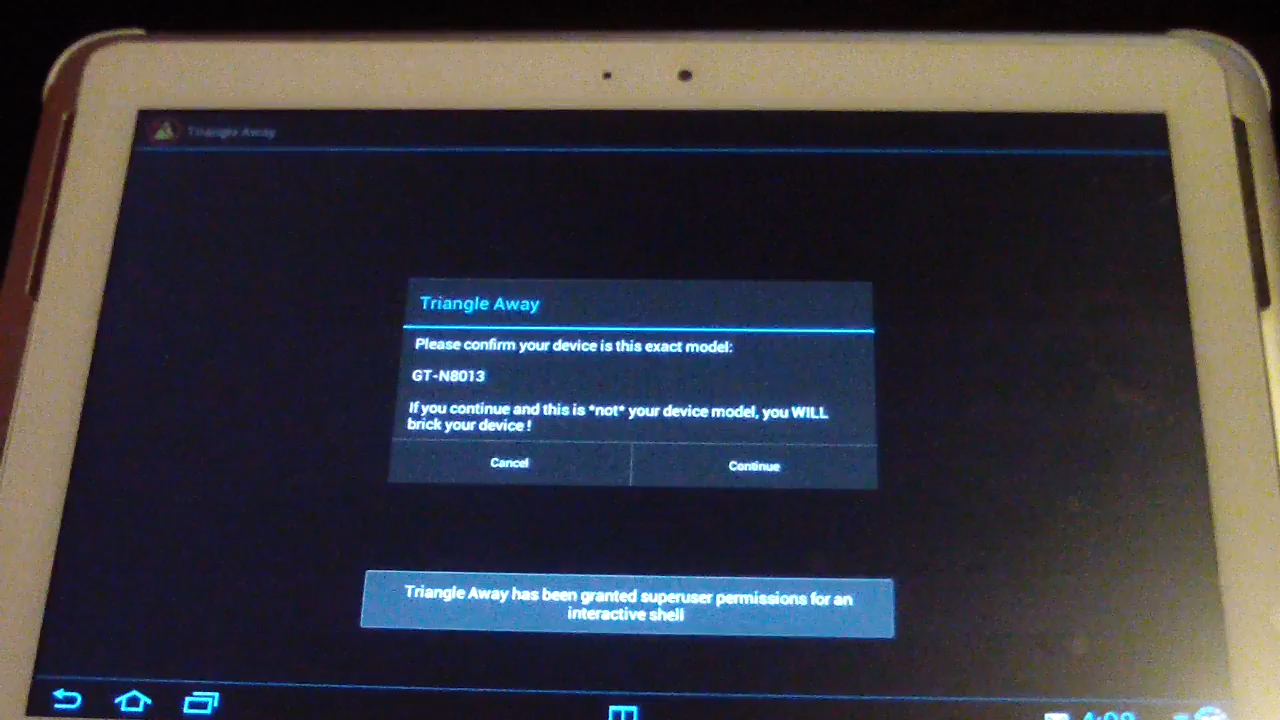 Triangle Away
Triangle Away
Please confirm your device is this exact model:
GT-N8013
If you continue and this is *not* your device model, you WILL
brick your device!
Cancel
Continue
Triangle Away has been granted superuser permissions for an
interactive shell